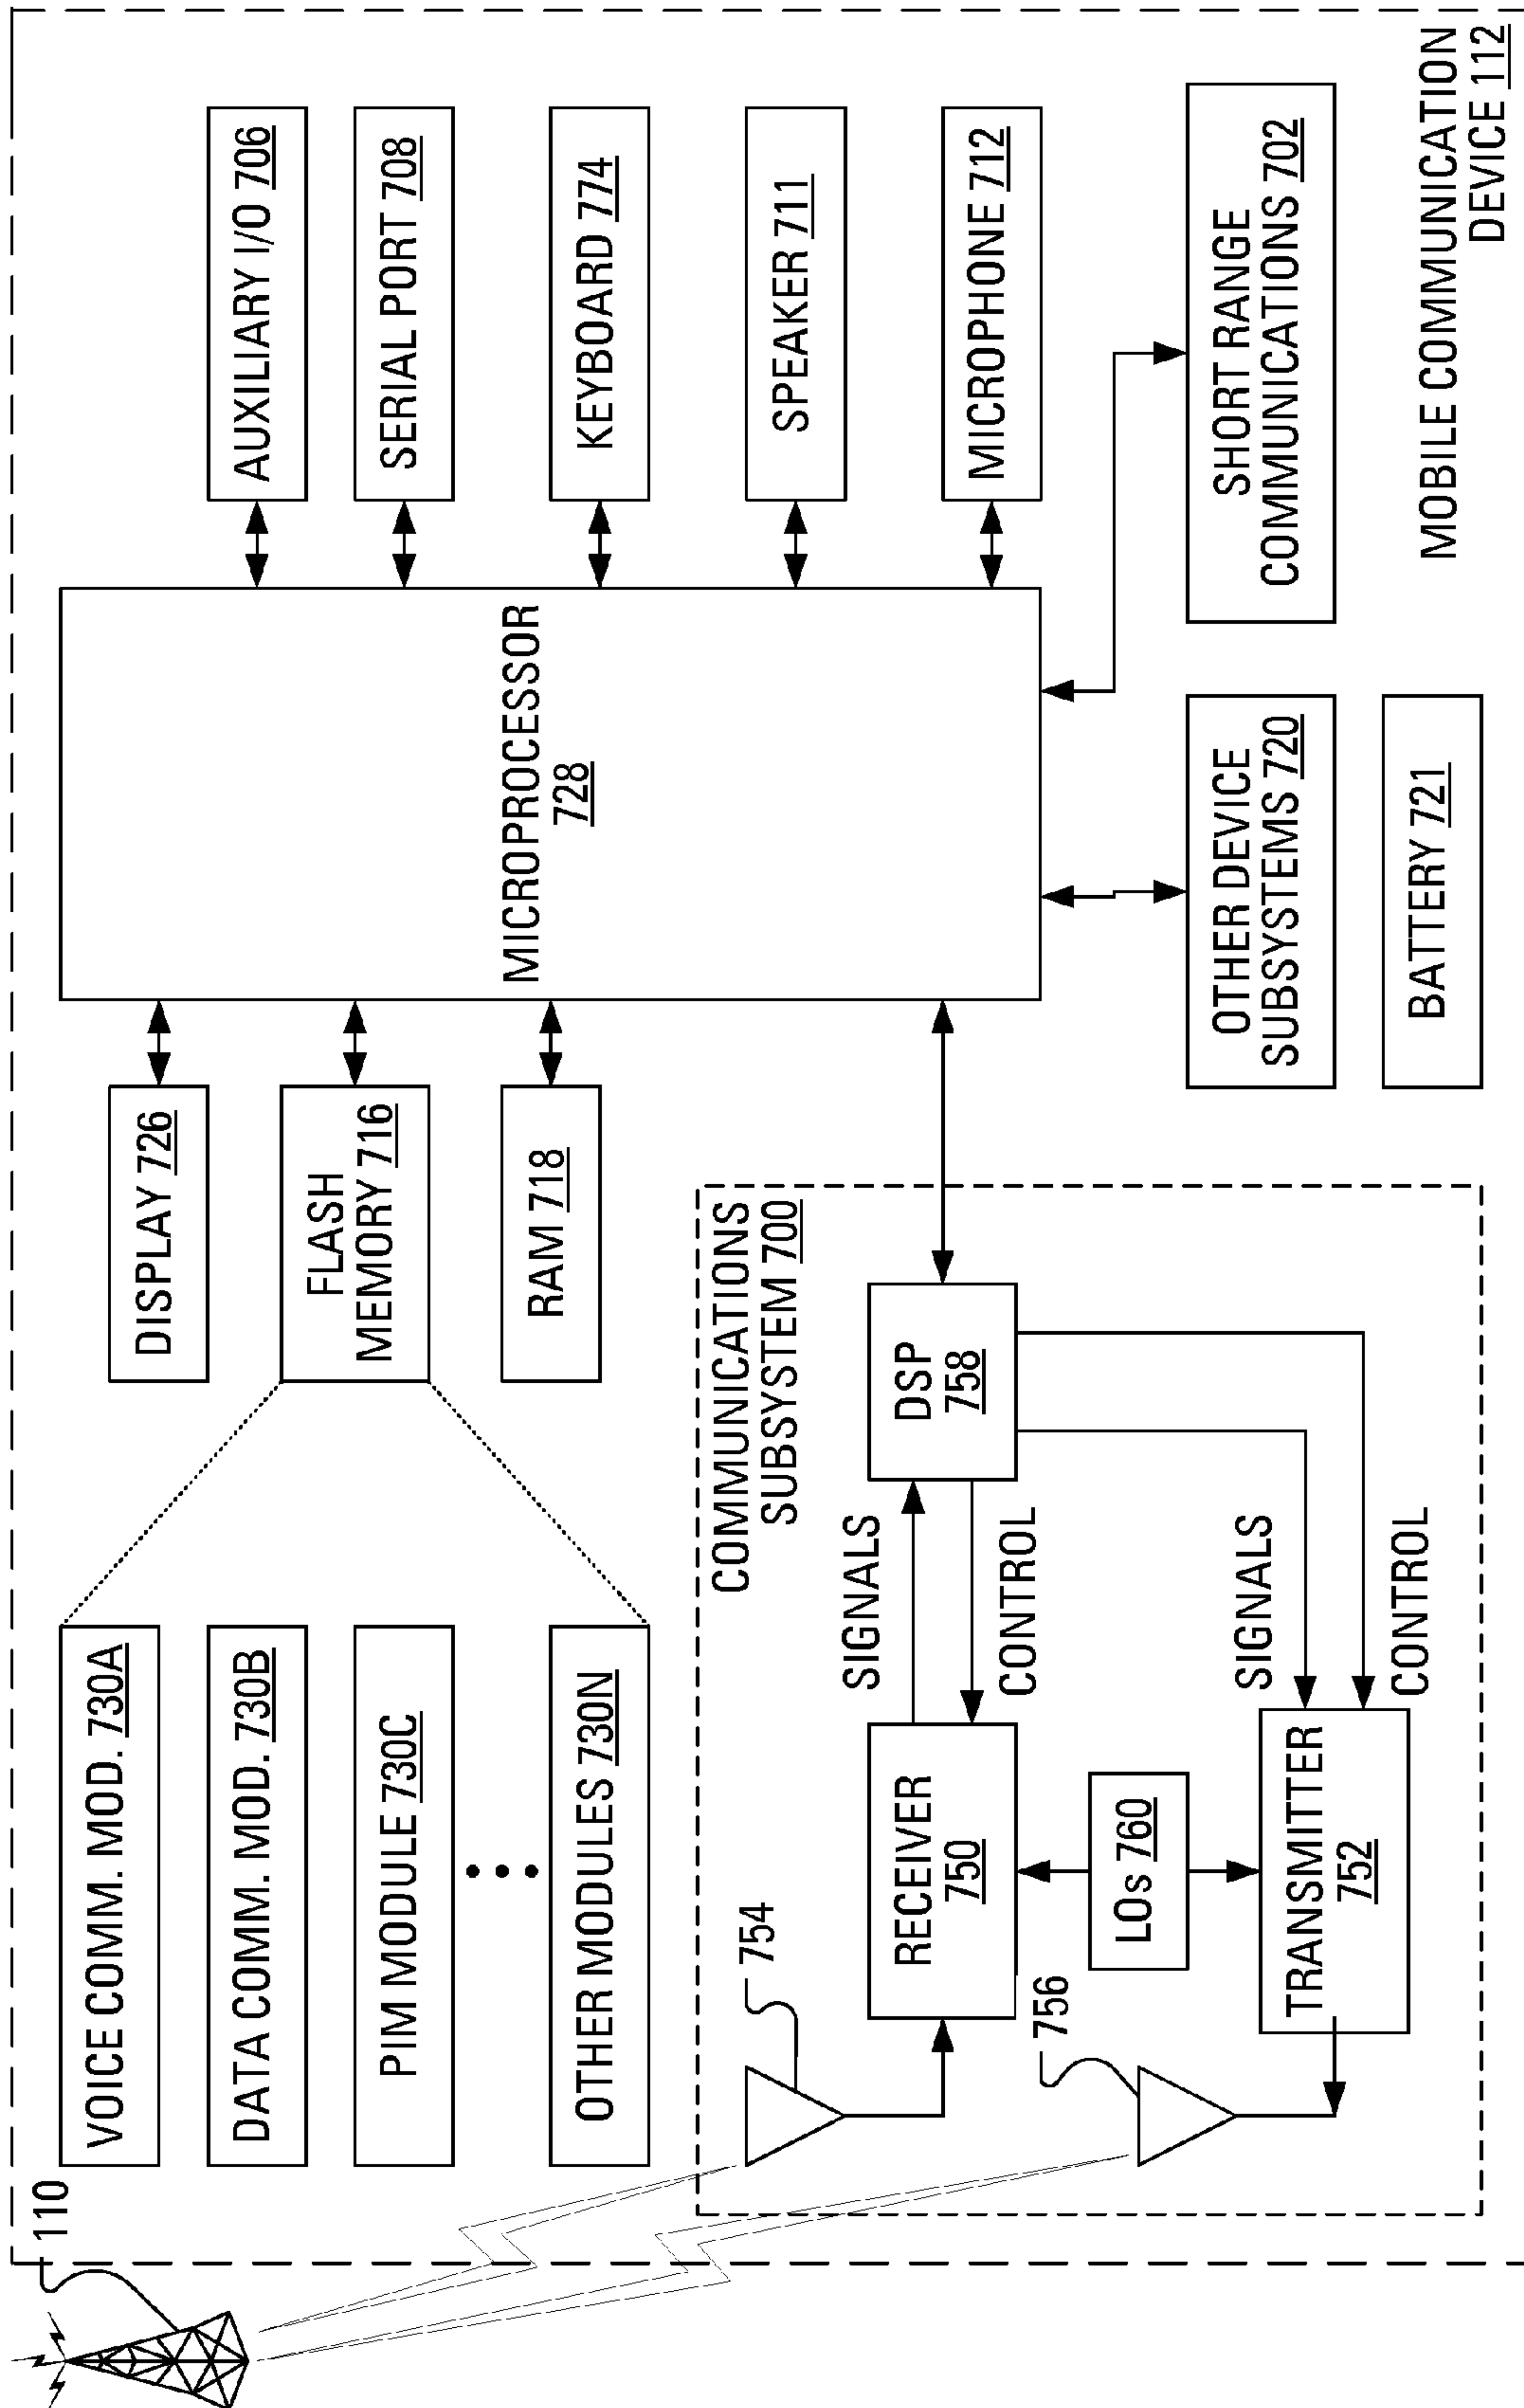 110
VOICE COMM. MOD. 730A
DATA COMM. MOD. 730B
PIM MODULE 730C
OTHER MODULES 730N
DISPLAY 726
FLASH
MEMORY 716
RAM 718
MICROPROCESSOR
728
AUXILIARY I/O 706
SERIAL PORT 708
KEYBOARD 774
SPEAKER 711
MICROPHONE 712
COMMUNICATIONS
SUBSYSTEM 700
754
RECEIVER
750
SIGNALS
CONTROL
DSP
758
756
LOs 760
TRANSMITTER
752
SIGNALS
CONTROL
OTHER DEVICE
SUBSYSTEMS 720
BATTERY 721
SHORT RANGE
COMMUNICATIONS 702
MOBILE COMMUNICATION
DEVICE 112